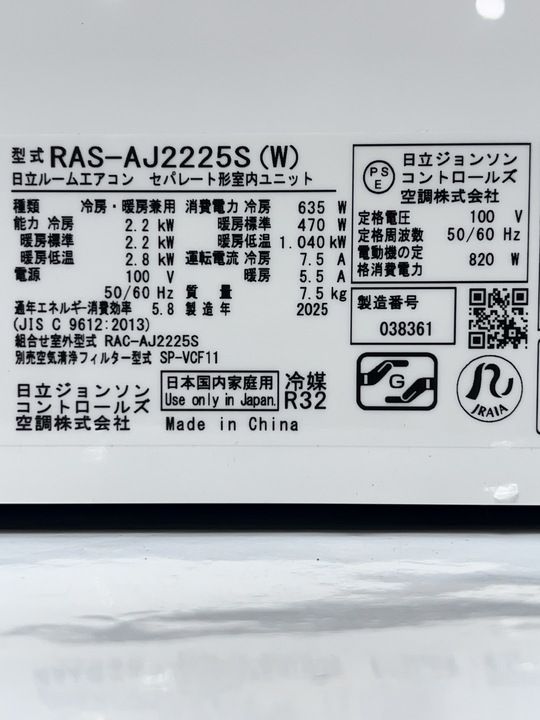 型式 RAS-AJ2225S (W)
日立ルームエアコン セパレート形室内ユニット
種類 冷房・暖房兼用 消費電力 冷房 635 W
能力 冷房 2.2 kW 暖房標準 470 W
暖房標準 2.2 kW 暖房低温 1.040 kW
暖房低温 2.8 kW 運転電流 冷房 7.5 A
電源 100 V 暖房 5.5 A
50/60 Hz 質量 7.5 kg
通年エネルギー消費効率 5.8 製造年 2025
(JIS C 9612:2013)
組合せ室外型式 RAC-AJ2225S
別売空気清浄フィルター型式 SP-VCF11
日立ジョンソン
コントロールズ
空調株式会社
日本国内家庭用
Use only in Japan.
冷媒
R32
Made in China
PS
E
日立ジョンソン
コントロールズ
空調株式会社
定格電圧 100 V
定格周波数 50/60 Hz
電動機の定
格消費電力 820 W
製造番号
038361
G
JRAIA